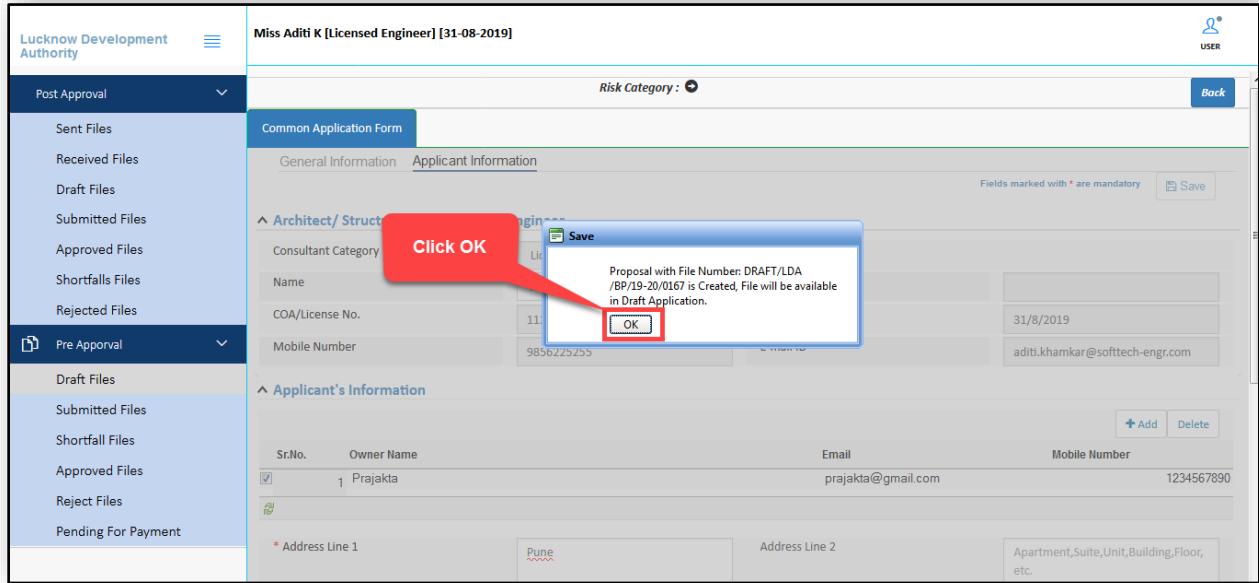 Lucknow Development
Authority
Miss Aditi K [Licensed Engineer] [31-08-2019]
USER
Post Approval
Sent Files
Received Files
Draft Files
Submitted Files
Approved Files
Shortfalls Files
Rejected Files
Pre Apporval
Draft Files
Submitted Files
Shortfall Files
Approved Files
Reject Files
Pending For Payment
Risk Category :
Back
Common Application Form
General Information Applicant Information
Fields marked with * are mandatory
Save
Architect/ Struct
Consultant Category
Name
COA/License No.
31/8/2019
Mobile Number
9856225255
aditi.khamkar@softtech-engr.com
Click OK
Save
Proposal with File Number: DRAFT/LDA
/BP/19-20/0167 is Created, File will be available
in Draft Application.
OK
Applicant's Information
Add Delete
Sr.No. Owner Name Email Mobile Number
1 Prajakta prajakta@gmail.com 1234567890
* Address Line 1
Pune
Address Line 2
Apartment,Suite,Unit,Building,Floor,
etc.